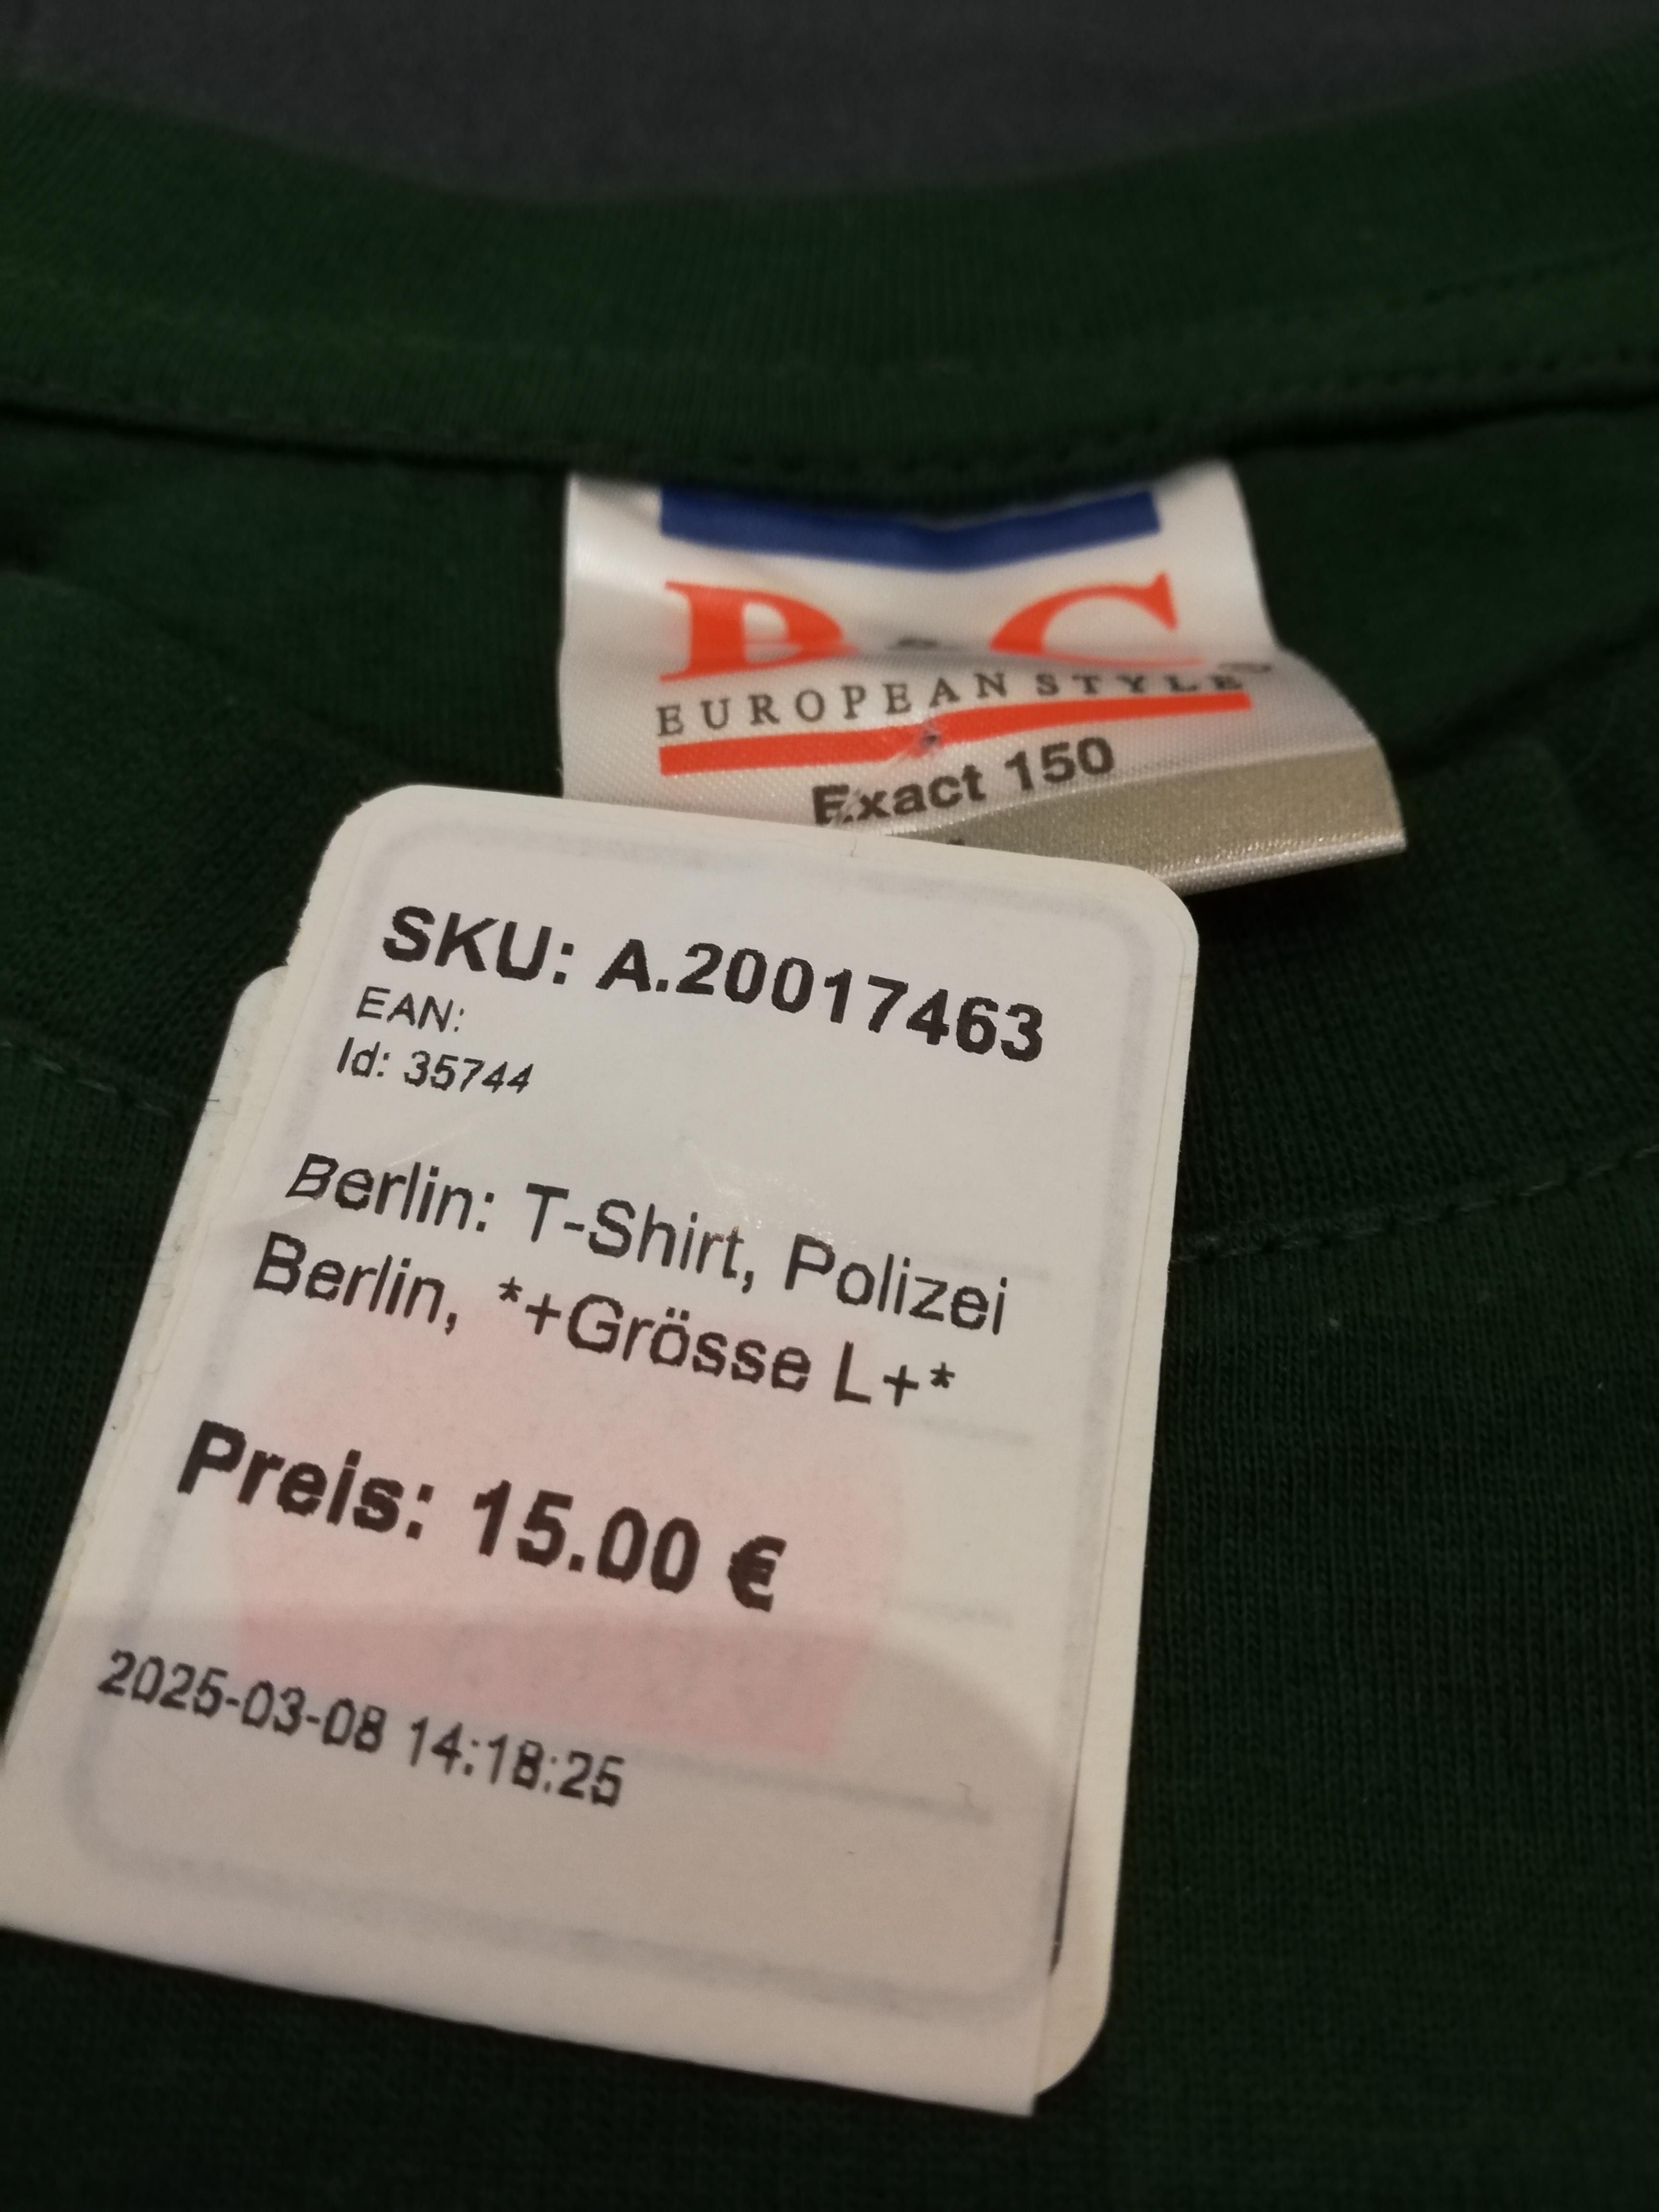 B&C
EUROPEAN STYLE
Exact 150
SKU: A.20017463
EAN:
Id: 35744
Berlin: T-Shirt, Polizei
Berlin, *+Grösse L+*
Preis: 15.00 €
2025-03-08 14:18:25